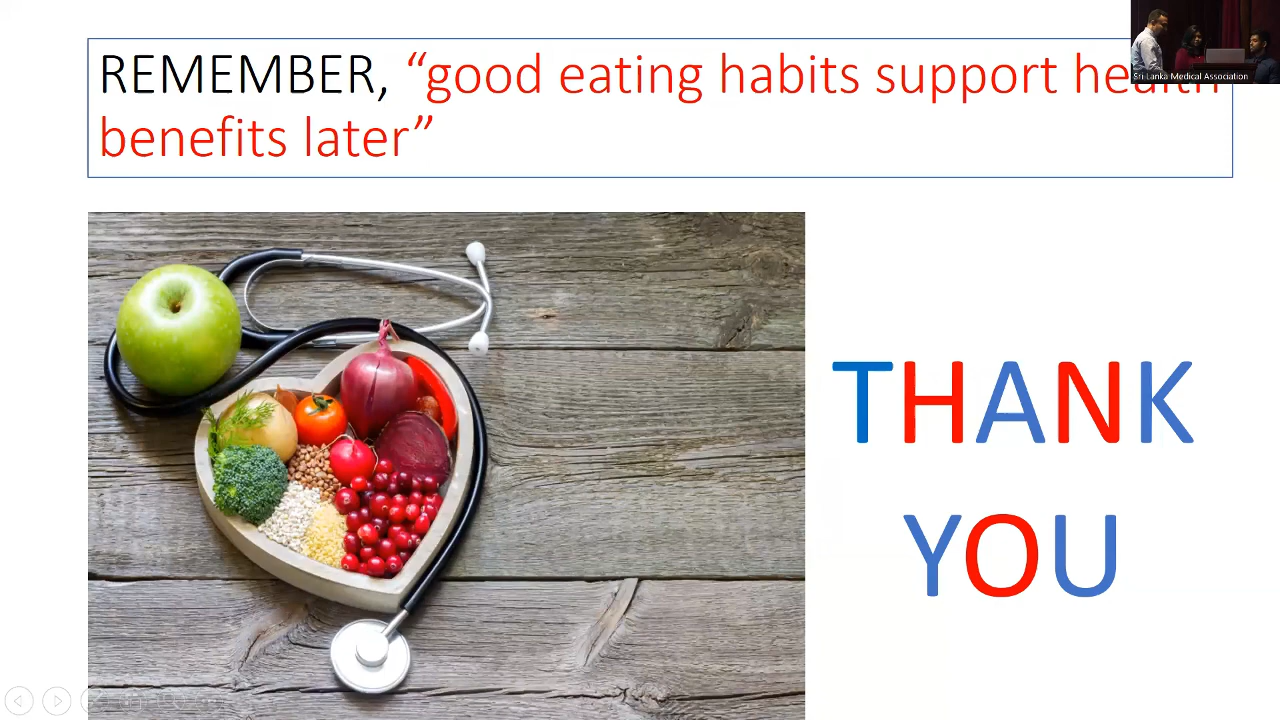 REMEMBER, “good eating habits support health
benefits later”
Sri Lanka Medical Association
THANK
YOU